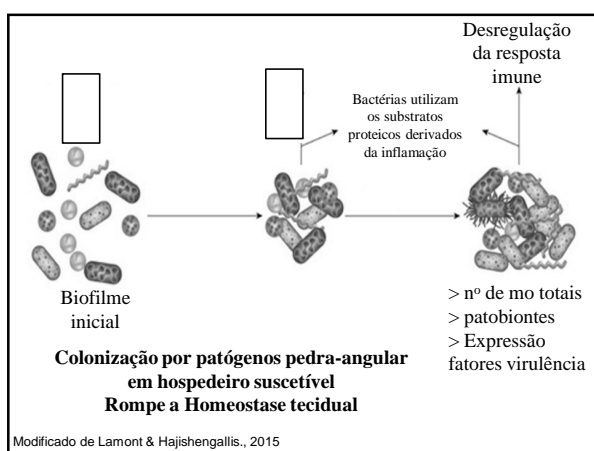 Desregulação
da resposta
imune
Bactérias utilizam
os substratos
proteicos derivados
da inflamação
Biofilme
inicial
> nº de mo totais
> patobiontes
> Expressão
fatores virulência
Colonização por patógenos pedra-angular
em hospedeiro suscetível
Rompe a Homeostase tecidual
Modificado de Lamont & Hajishengallis., 2015